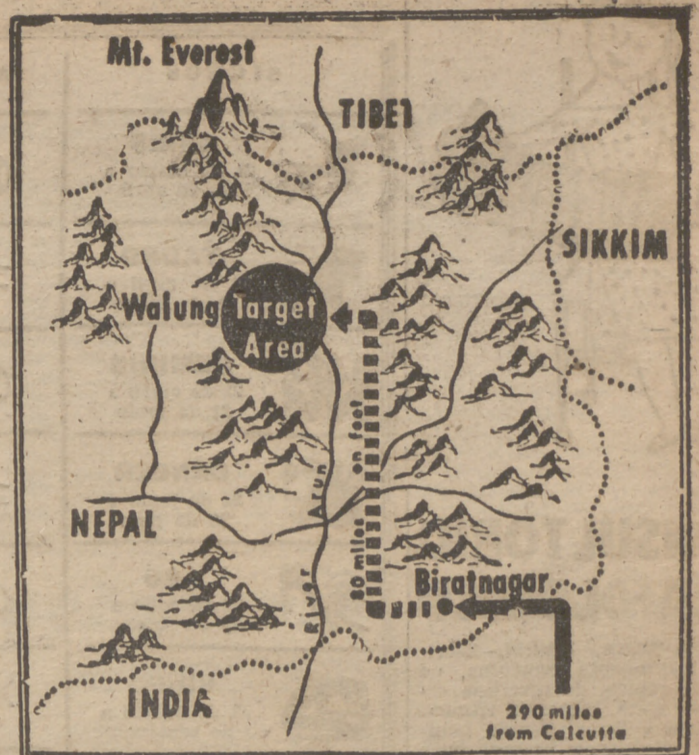 Mt. Everest
TIBET
SIKKIM
Walung
Target
Area
80 miles on foot
Arun
River
NEPAL
Biratnagar
INDIA
290 miles
from Calcutta